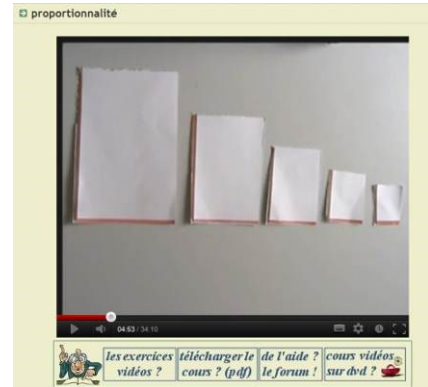 proportionnalité
04:53 / 34:10
les exercices vidéos ?
télécharger le cours ? (pdf)
de l'aide ? le forum !
cours vidéos sur dvd ?